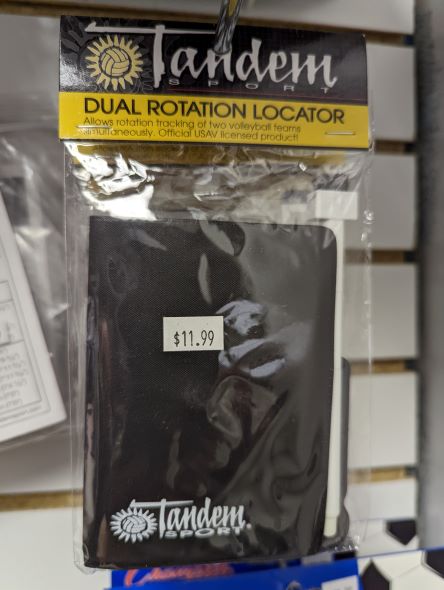 Tandem
SPORT
DUAL ROTATION LOCATOR
Allows rotation tracking of two volleyball teams
simultaneously. Official USAV licensed product!
$11.99
Tandem
SPORT